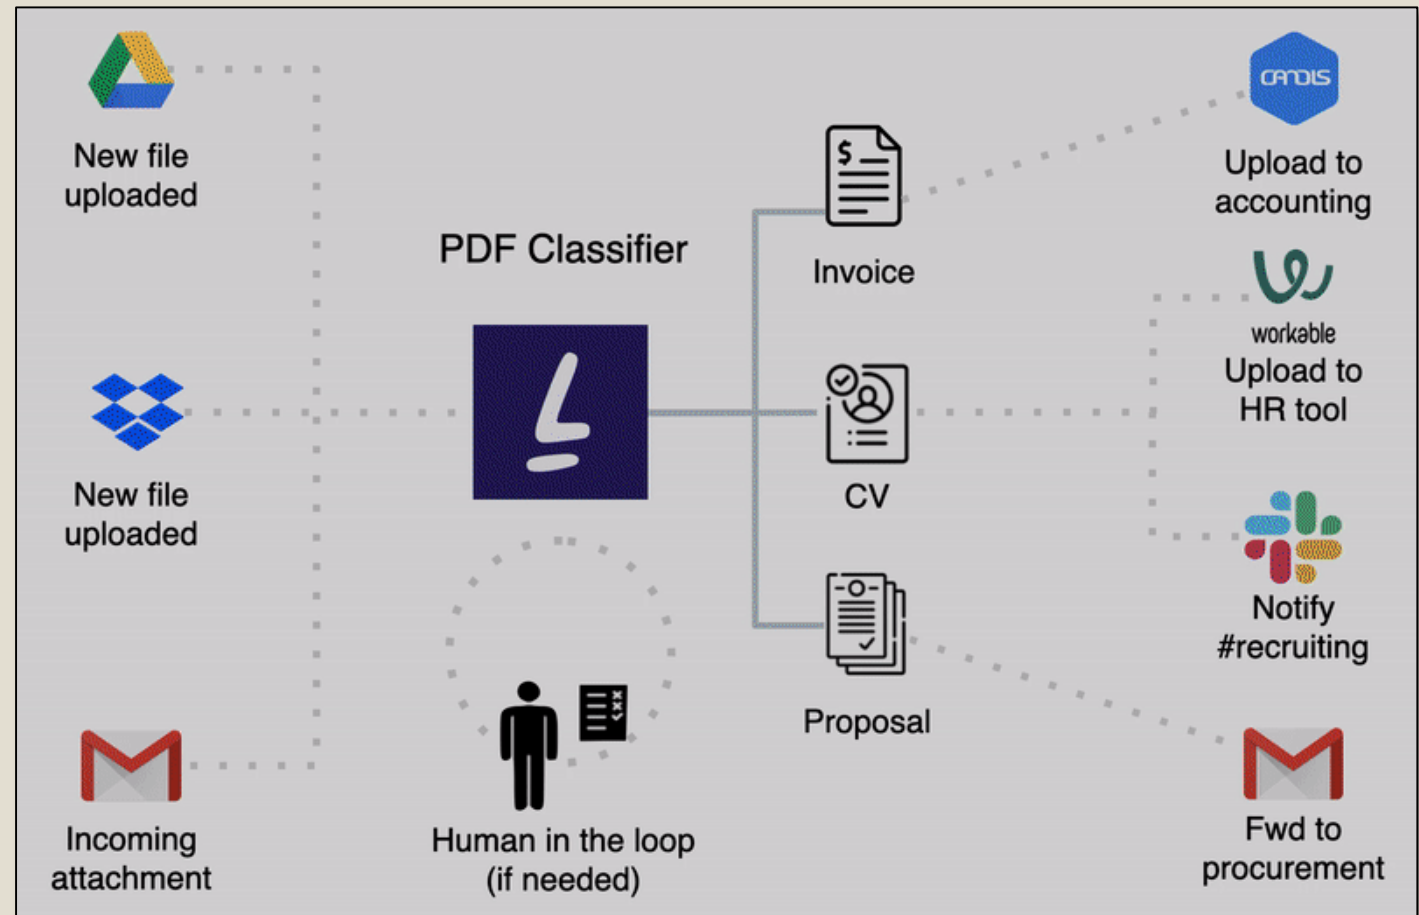 New file
uploaded
New file
uploaded
Incoming
attachment
PDF Classifier
L
Human in the loop
(if needed)
$
Invoice
CV
Proposal
CANDIS
Upload to
accounting
workable
Upload to
HR tool
Notify
#recruiting
Fwd to
procurement